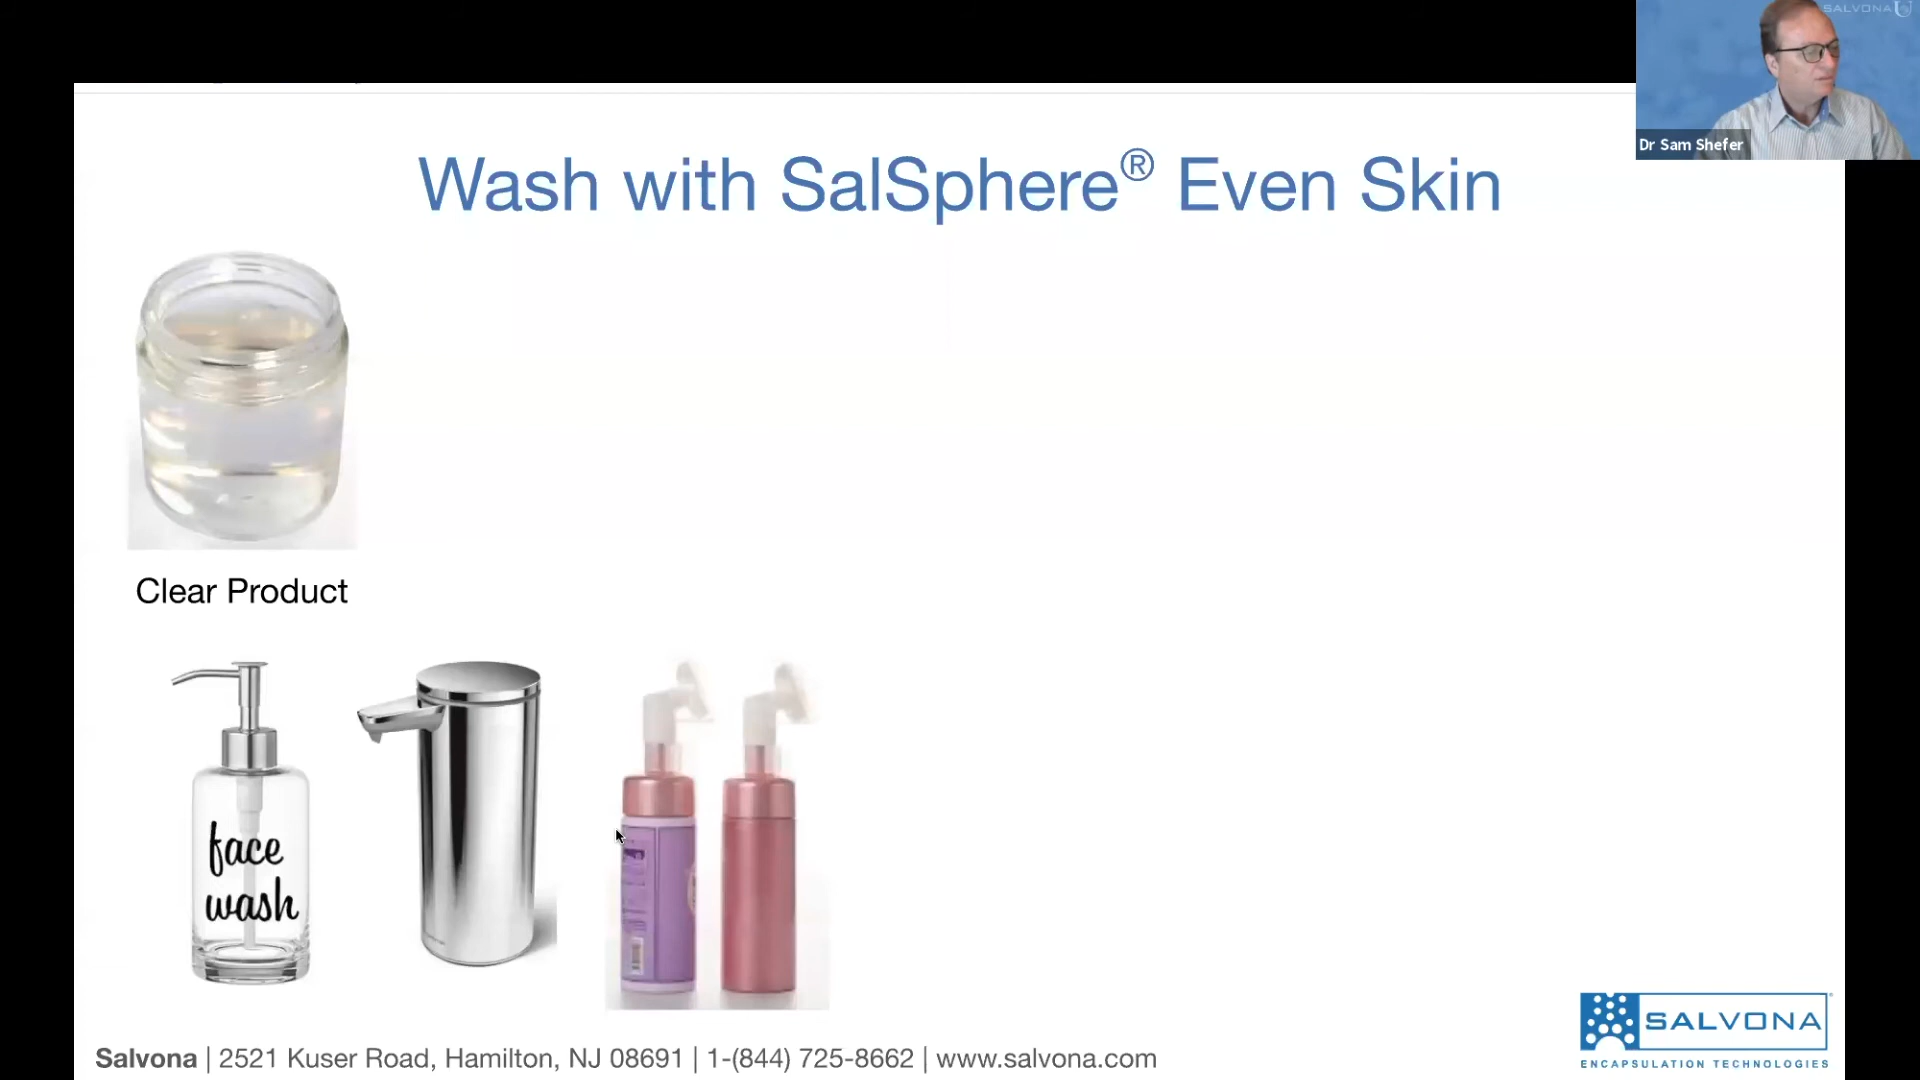 SALVONA
Dr Sam Shefer
Wash with SalSphere® Even Skin
Clear Product
face
wash
SALVONA
ENCAPSULATION TECHNOLOGIES
Salvona | 2521 Kuser Road, Hamilton, NJ 08691 | 1-(844) 725-8662 | www.salvona.com